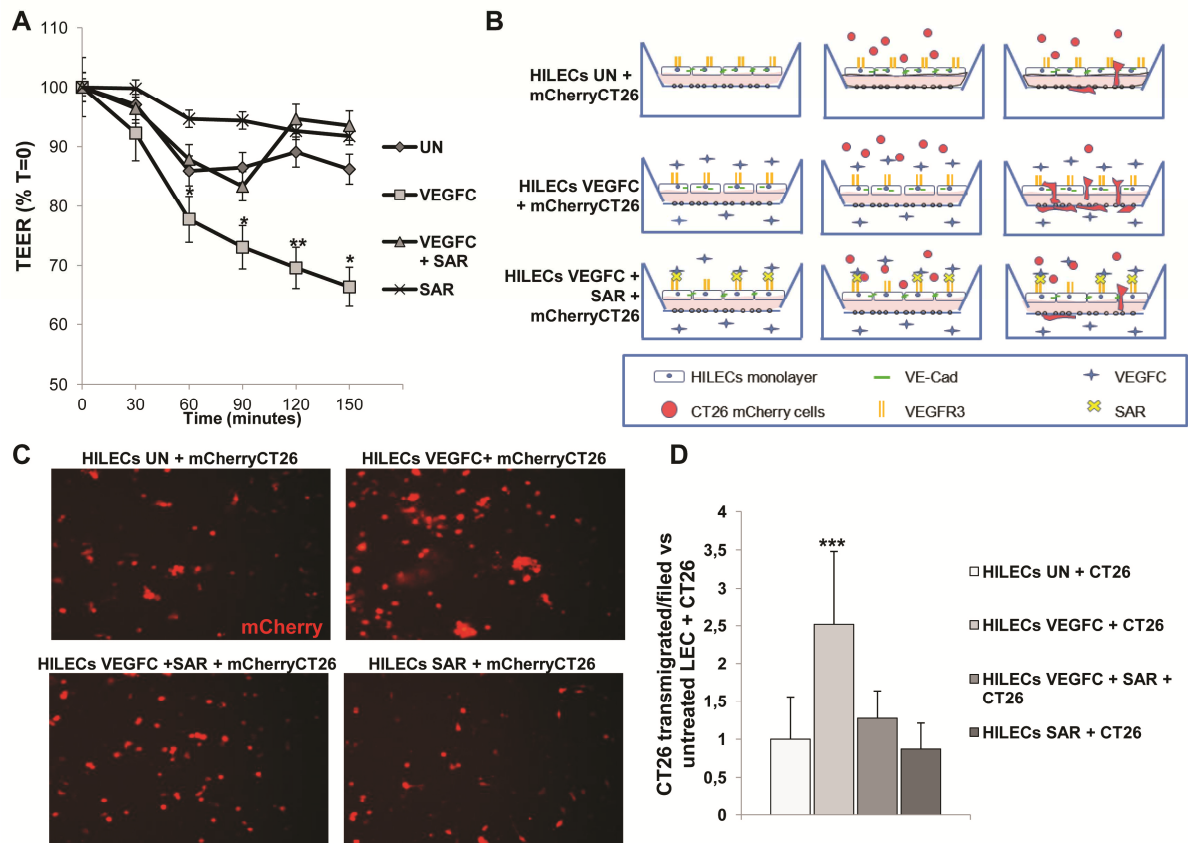 A
110
100
90
80
70
60
50
TEER (% T=0)
0
30
60
90
120
150
Time (minutes)
*
*
**
*
UN
VEGFC
VEGFC
+ SAR
SAR
B
HILECs UN +
mCherryCT26
HILECs VEGFC
+ mCherryCT26
HILECs VEGFC +
SAR +
mCherryCT26
HILECs monolayer
VE-Cad
VEGFC
CT26 mCherry cells
VEGFR3
SAR
C
HILECs UN + mCherryCT26
HILECs VEGFC+ mCherryCT26
mCherry
HILECs VEGFC +SAR + mCherryCT26
HILECs SAR + mCherryCT26
D
CT26 transmigrated/filed vs
untreated LEC + CT26
4
3,5
3
2,5
2
1,5
1
0,5
0
***
HILECs UN + CT26
HILECs VEGFC + CT26
HILECs VEGFC + SAR +
CT26
HILECs SAR + CT26